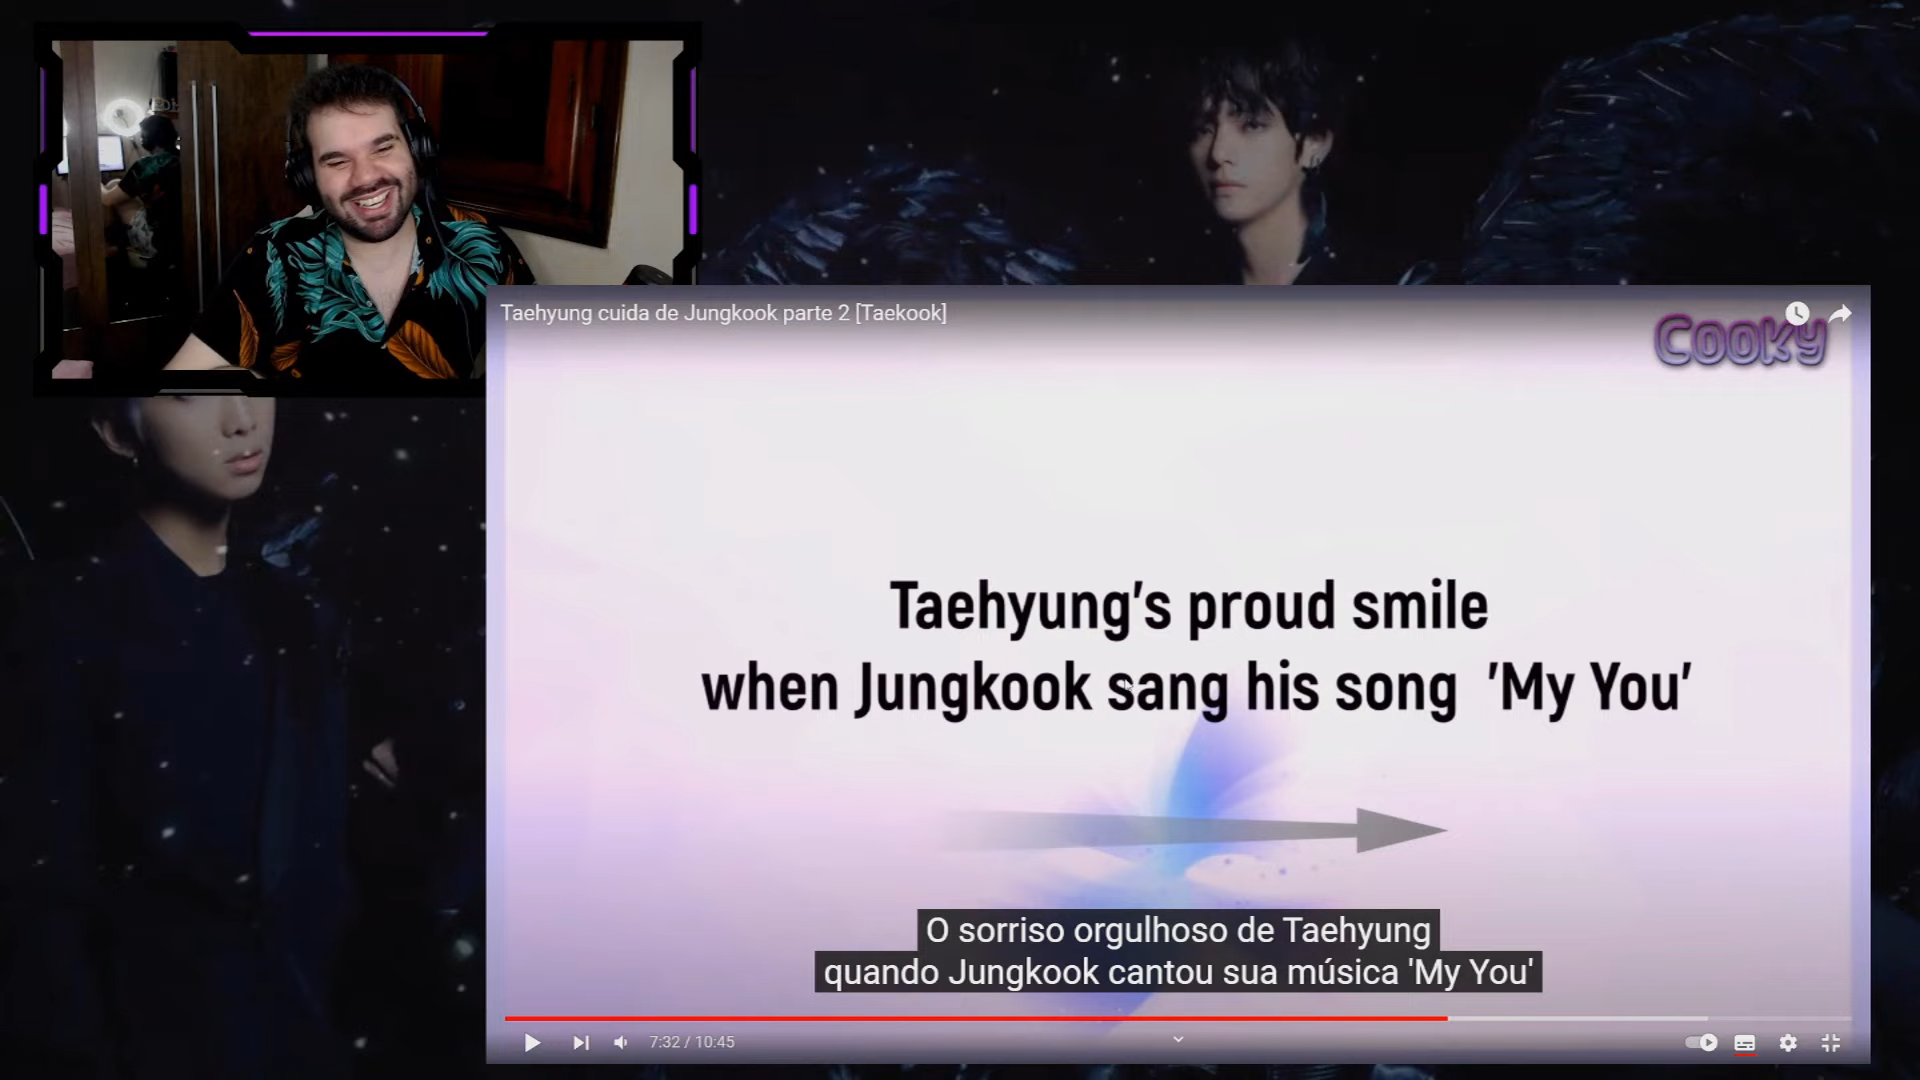 Taehyung cuida de Jungkook parte 2 [Taekook]
Cooky
Taehyung's proud smile
when Jungkook sang his song 'My You'
O sorriso orgulhoso de Taehyung
quando Jungkook cantou sua música 'My You'
7:32 / 10:45